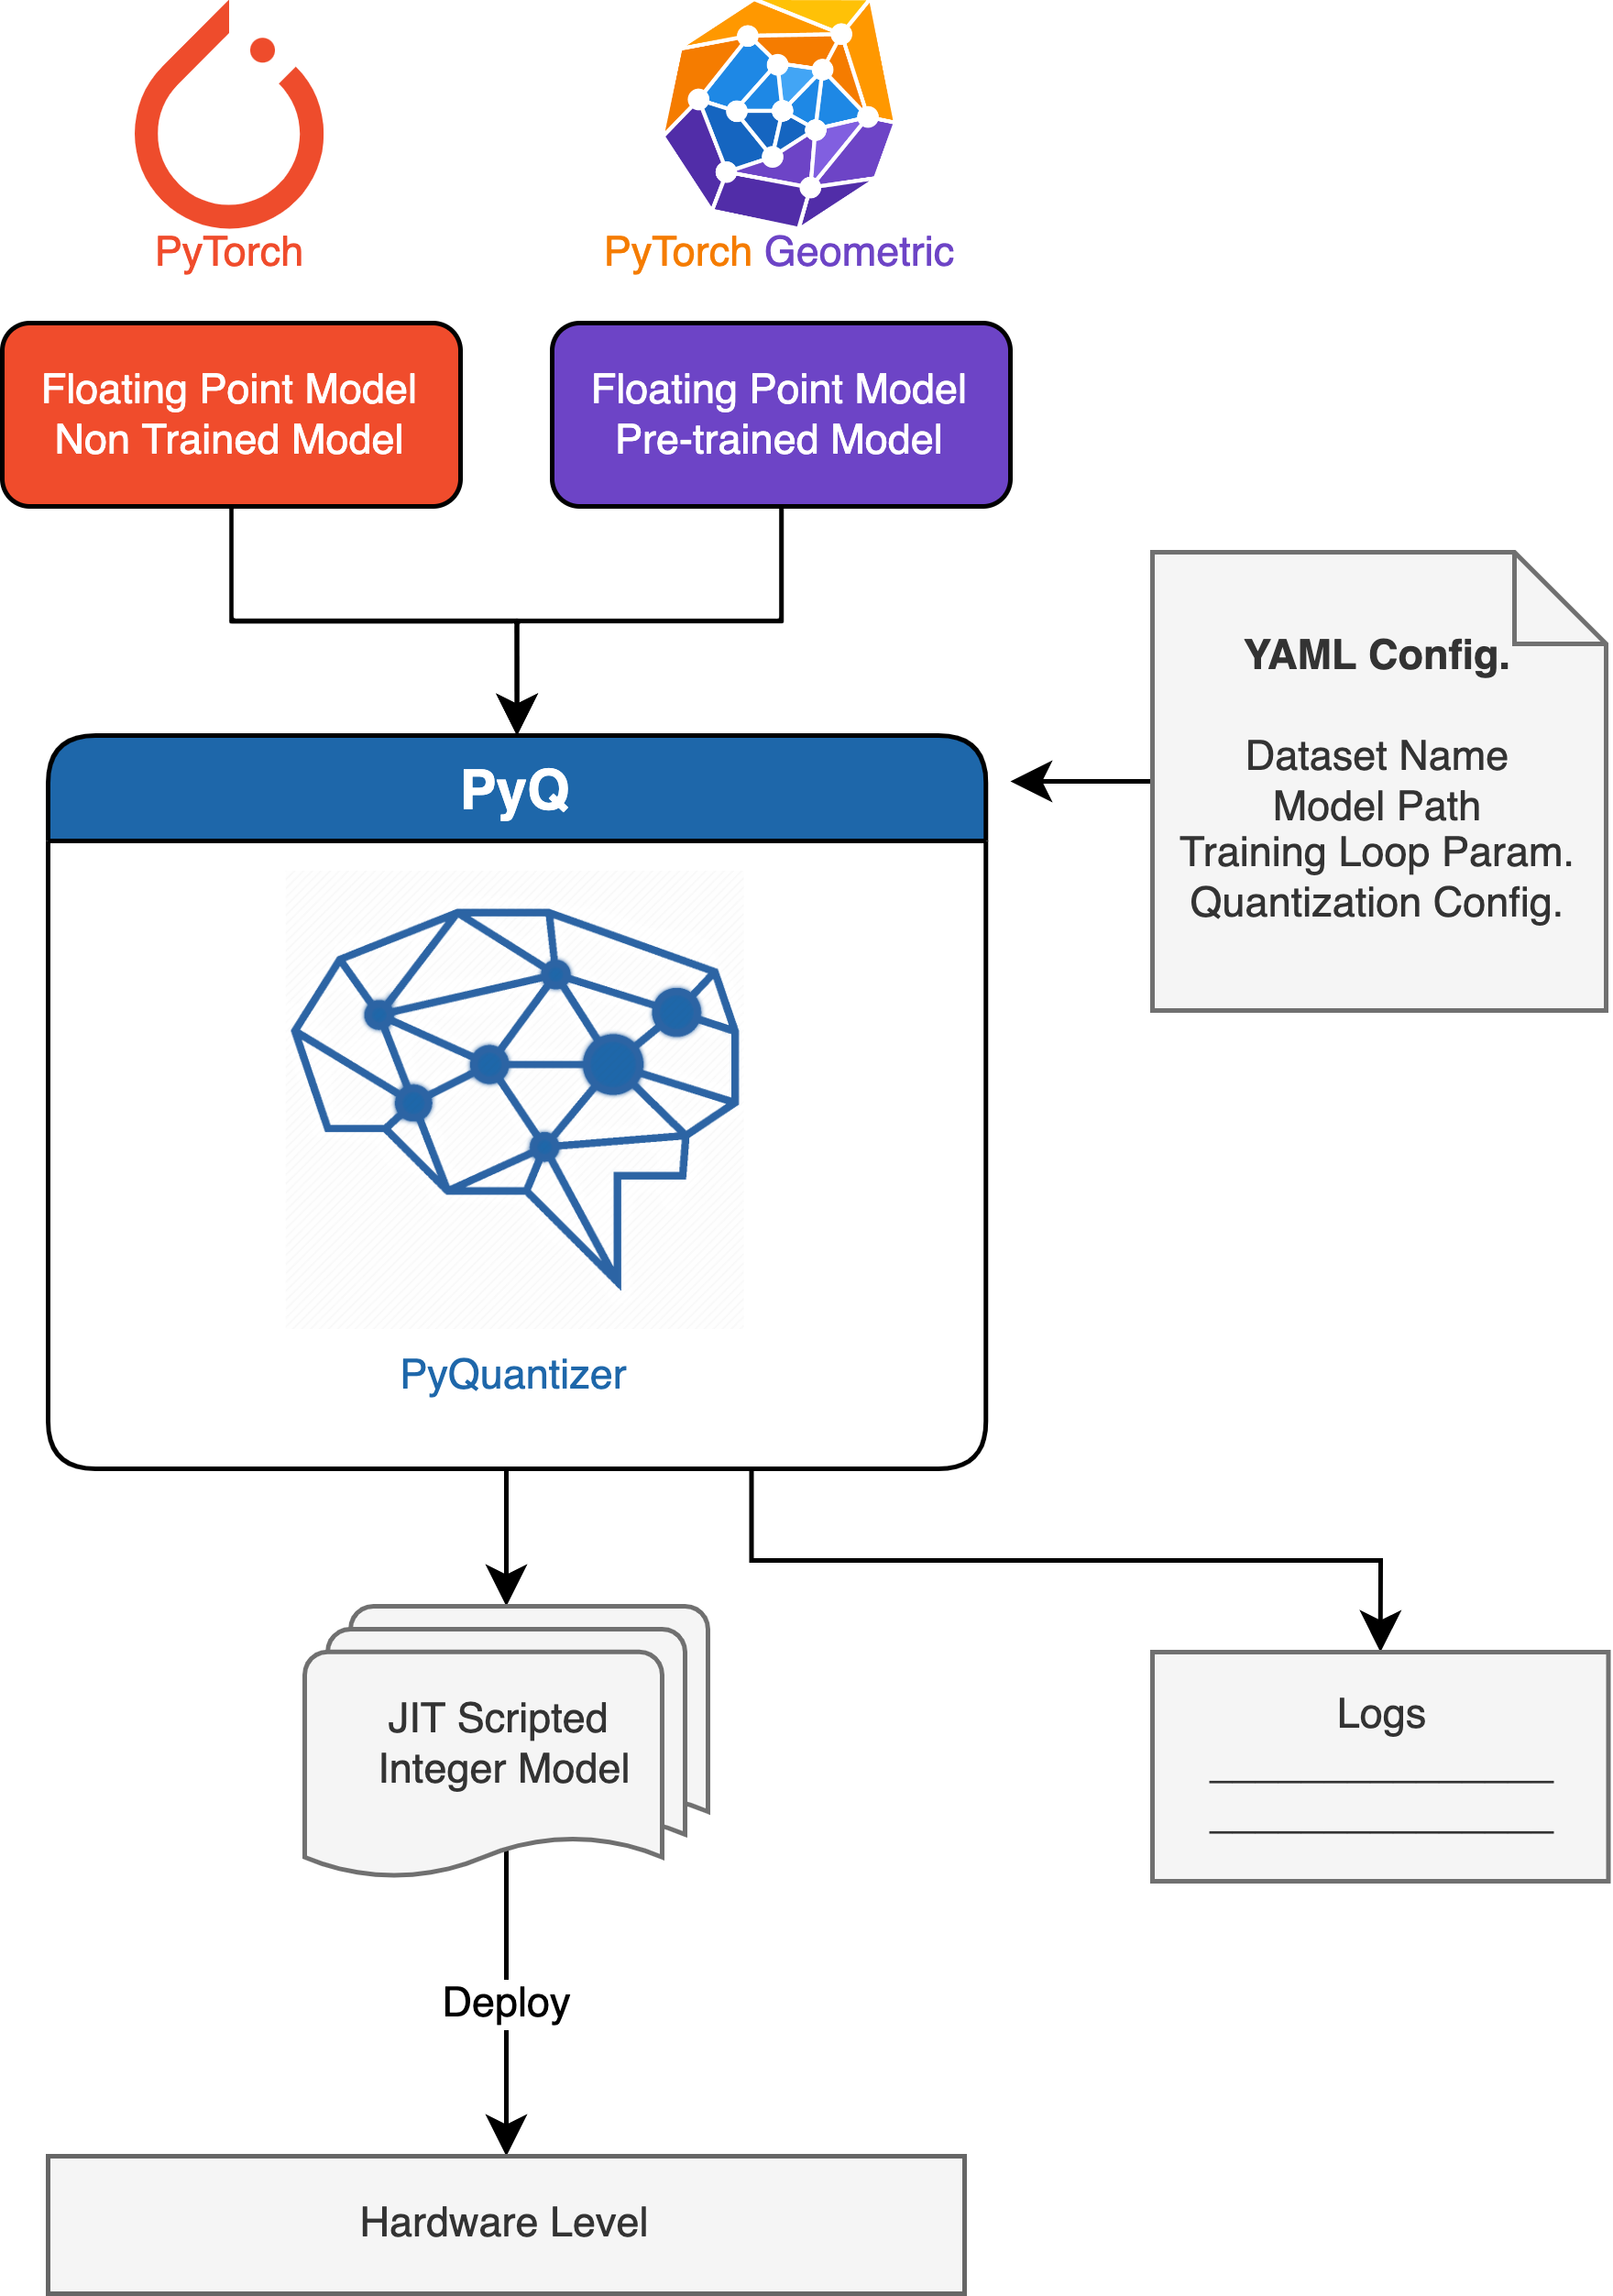 PyTorch
PyTorch Geometric
Floating Point Model
Non Trained Model
Floating Point Model
Pre-trained Model
YAML Config.
Dataset Name
Model Path
Training Loop Param.
Quantization Config.
PyQ
PyQuantizer
JIT Scripted
Integer Model
Logs
Deploy
Hardware Level